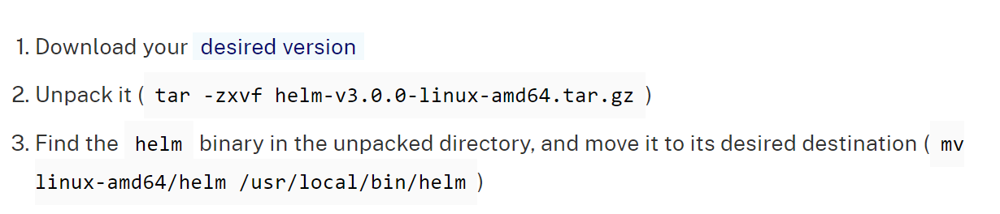 1. Download your desired version
2. Unpack it ( tar -zxvf helm-v3.0.0-linux-amd64.tar.gz )
3. Find the helm binary in the unpacked directory, and move it to its desired destination ( mv
linux-amd64/helm /usr/local/bin/helm )